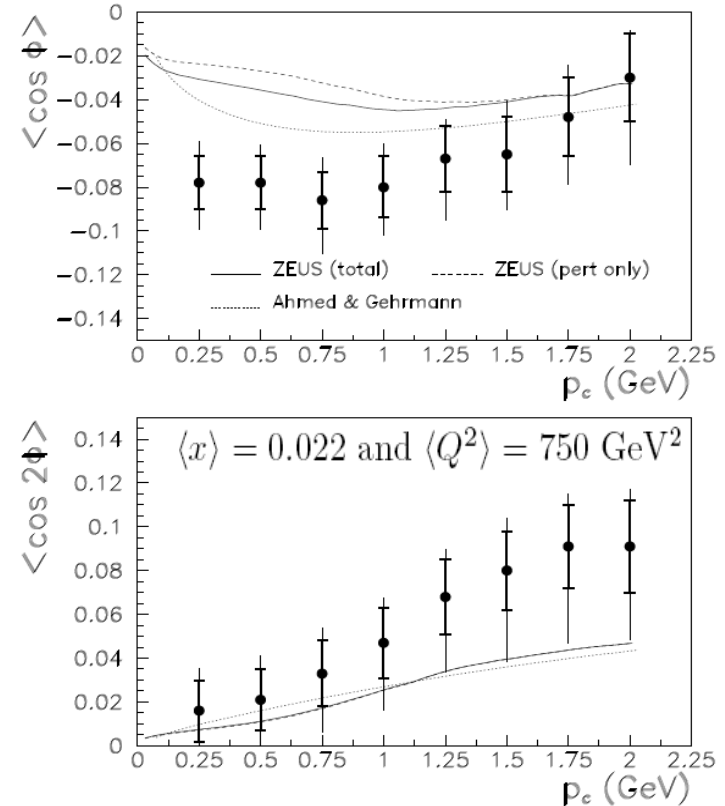 <cos ϕ>
0
−0.02
−0.04
−0.06
−0.08
−0.1
−0.12
−0.14
ZEUS (total) ZEUS (pert only)
Ahmed & Gehrmann
0 0.25 0.5 0.75 1 1.25 1.5 1.75 2 2.25
p_c (GeV)
<cos 2ϕ>
⟨x⟩ = 0.022 and ⟨Q²⟩ = 750 GeV²
0.14
0.12
0.1
0.08
0.06
0.04
0.02
0
0 0.25 0.5 0.75 1 1.25 1.5 1.75 2 2.25
p_c (GeV)